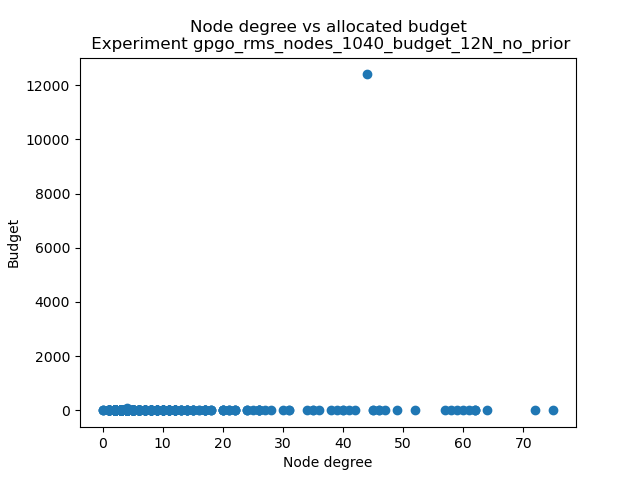 Node degree vs allocated budget
Experiment gpgo_rms_nodes_1040_budget_12N_no_prior
12000
10000
8000
6000
4000
2000
0
Budget
0 10 20 30 40 50 60 70
Node degree